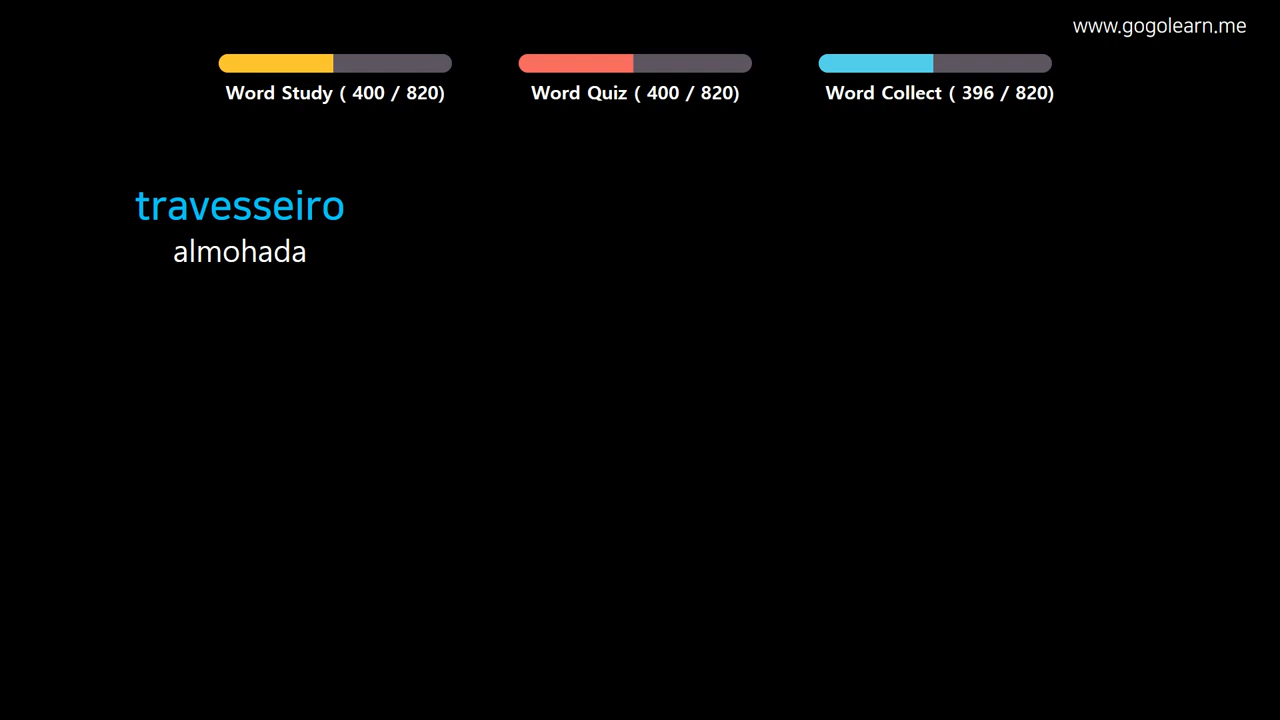 www.gogolearn.me
Word Study ( 400 / 820)
Word Quiz ( 400 / 820)
Word Collect ( 396 / 820)
travesseiro
almohada